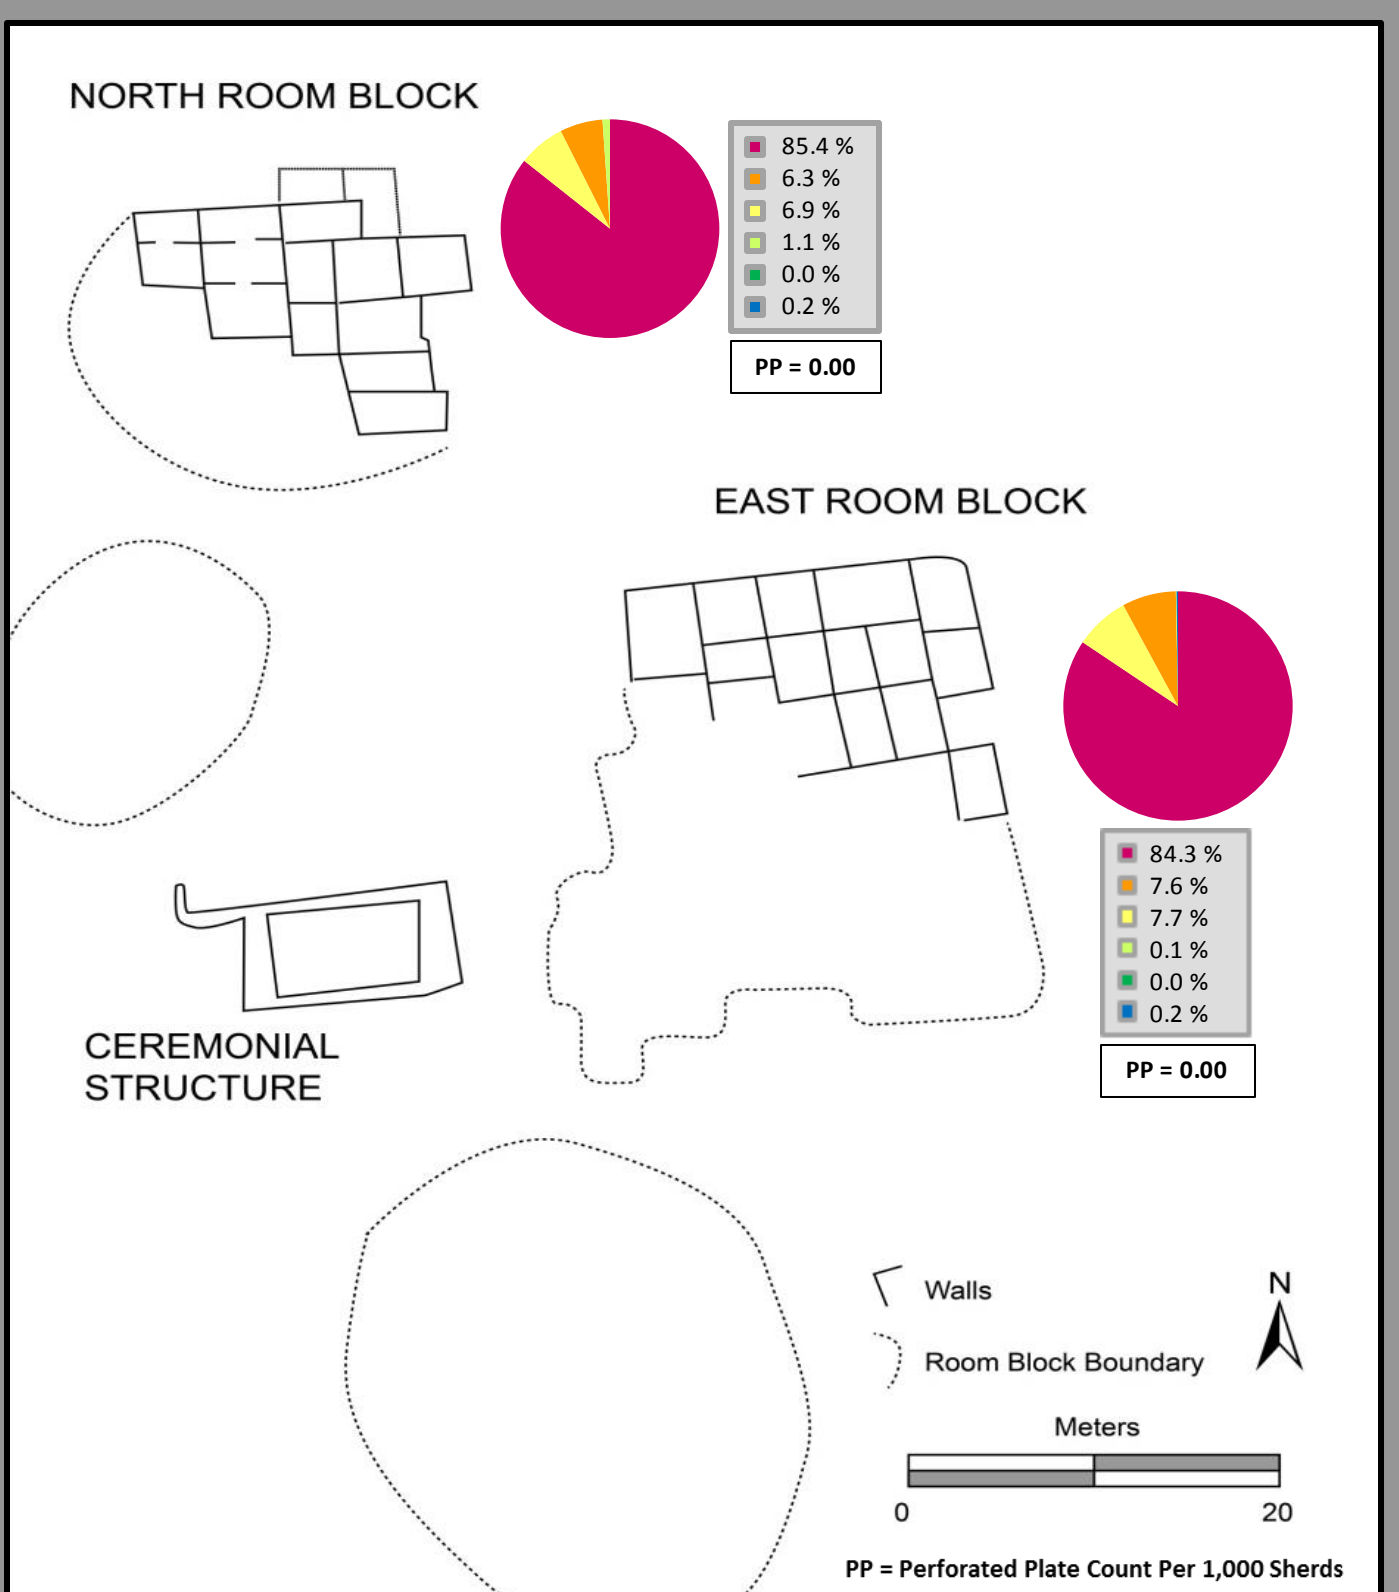 NORTH ROOM BLOCK
85.4 %
6.3 %
6.9 %
1.1 %
0.0 %
0.2 %
PP = 0.00
EAST ROOM BLOCK
84.3 %
7.6 %
7.7 %
0.1 %
0.0 %
0.2 %
PP = 0.00
CEREMONIAL
STRUCTURE
Walls
N
Room Block Boundary
Meters
0 20
PP = Perforated Plate Count Per 1,000 Sherds